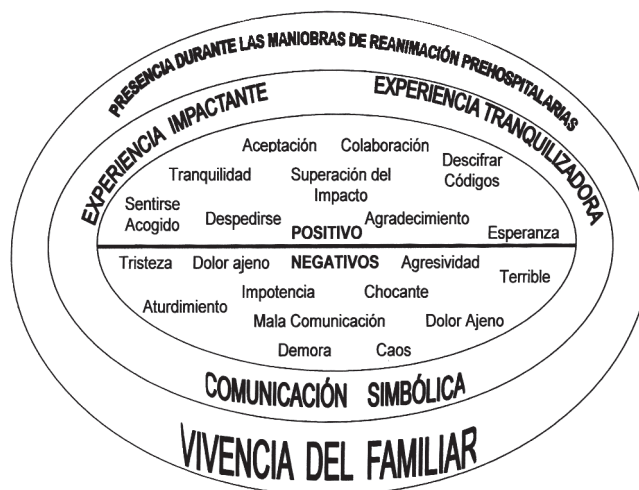 PRESENCIA DURANTE LAS MANIOBRAS DE REANIMACIÓN PREHOSPITALARIAS
EXPERIENCIA IMPACTANTE
EXPERIENCIA TRANQUILIZADORA
Aceptación Colaboración
Descifrar
Códigos
Tranquilidad
Superación del
Impacto
Sentirse
Acogido
Despedirse
Agradecimiento
POSITIVO
Esperanza
Tristeza Dolor ajeno NEGATIVOS Agresividad
Terrible
Impotencia Chocante
Aturdimiento
Mala Comunicación Dolor Ajeno
Demora Caos
COMUNICACIÓN SIMBÓLICA
VIVENCIA DEL FAMILIAR